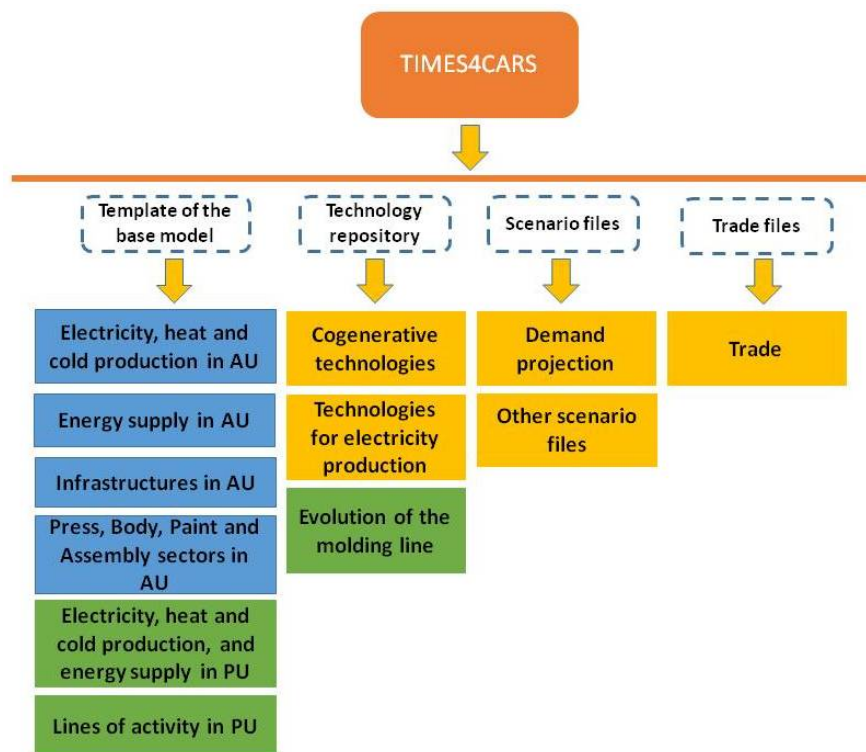 TIMES4CARS
Template of the
base model
Technology
repository
Scenario files
Trade files
Electricity, heat and
cold production in AU
Energy supply in AU
Infrastructures in AU
Press, Body, Paint and
Assembly sectors in
AU
Electricity, heat and
cold production, and
energy supply in PU
Lines of activity in PU
Cogenerative
technologies
Technologies
for electricity
production
Evolution of the
molding line
Demand
projection
Other scenario
files
Trade